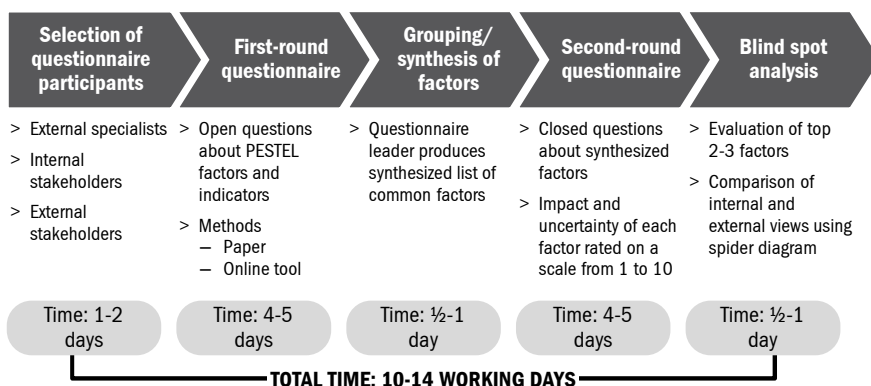 Selection of
questionnaire
participants
First-round
questionnaire
Grouping/
synthesis of
factors
Second-round
questionnaire
Blind spot
analysis
> External specialists
> Internal
stakeholders
> External
stakeholders
> Open questions
about PESTEL
factors and
indicators
> Methods
– Paper
– Online tool
> Questionnaire
leader produces
synthesized list of
common factors
> Closed questions
about synthesized
factors
> Impact and
uncertainty of each
factor rated on a
scale from 1 to 10
> Evaluation of top
2-3 factors
> Comparison of
internal and
external views using
spider diagram
Time: 1-2
days
Time: 4-5
days
Time: ½-1
day
Time: 4-5
days
Time: ½-1
day
TOTAL TIME: 10-14 WORKING DAYS